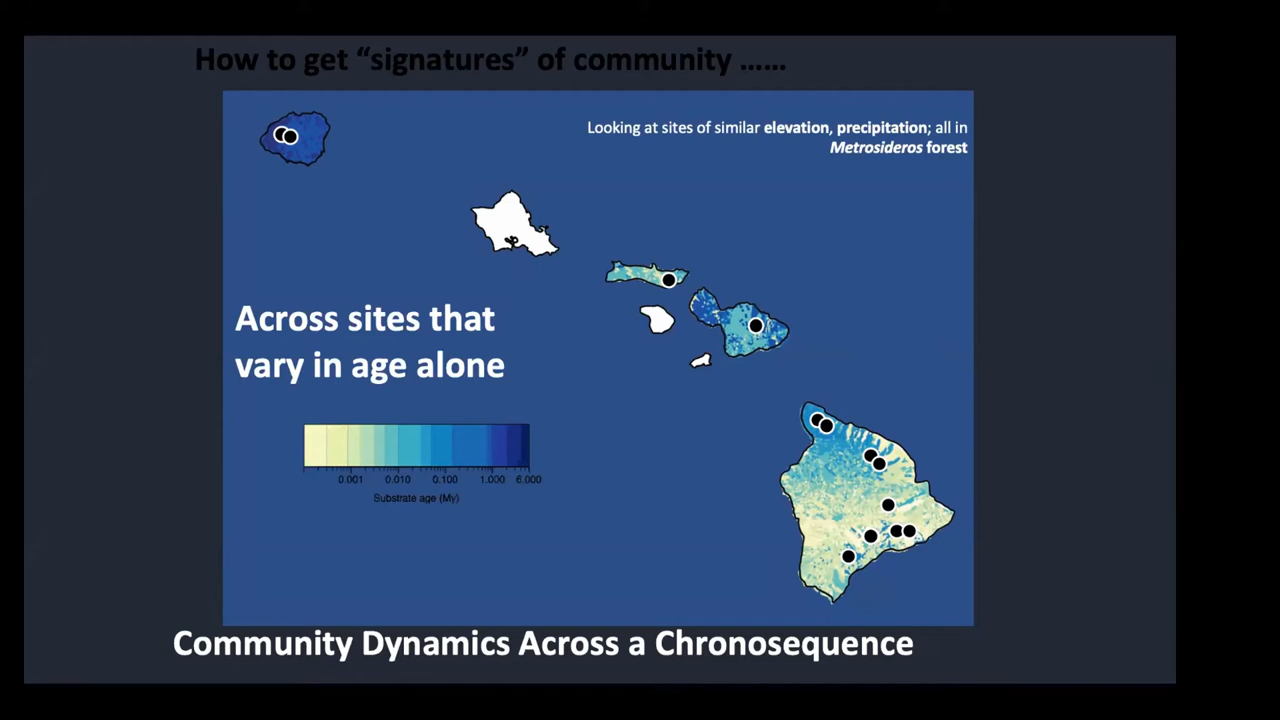 How to get “signatures” of community ......
Looking at sites of similar elevation, precipitation; all in
Metrosideros forest
Across sites that
vary in age alone
0.001 0.010 0.100 1.000 6.000
Substrate age (My)
Community Dynamics Across a Chronosequence